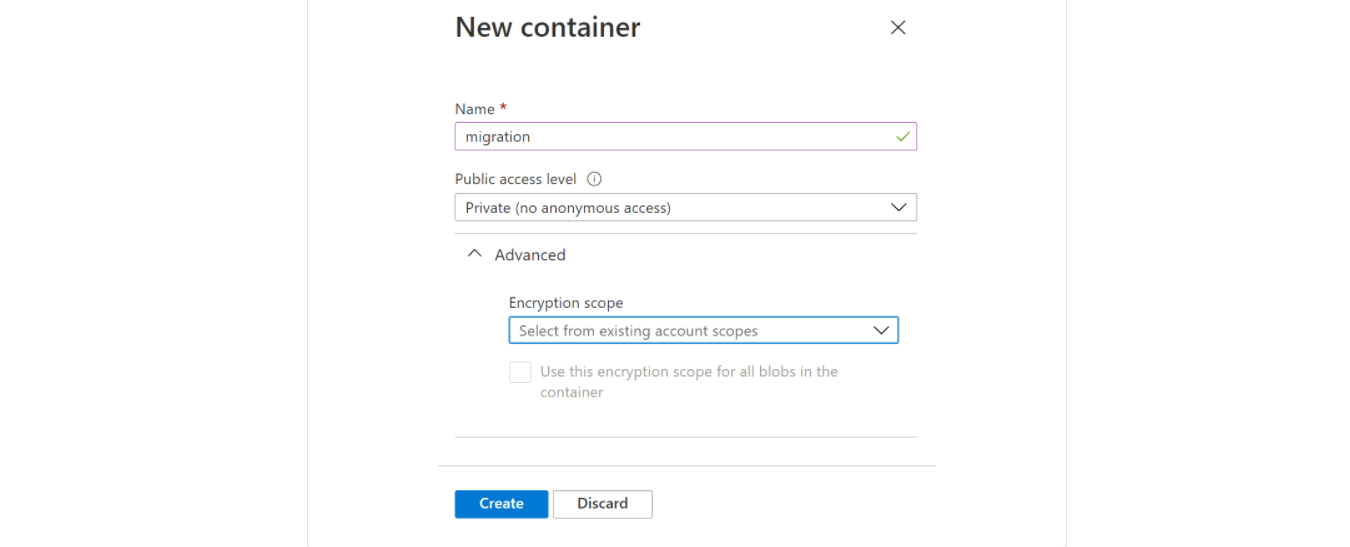 New container
Name *
migration
Public access level
Private (no anonymous access)
Advanced
Encryption scope
Select from existing account scopes
Use this encryption scope for all blobs in the
container
Create
Discard